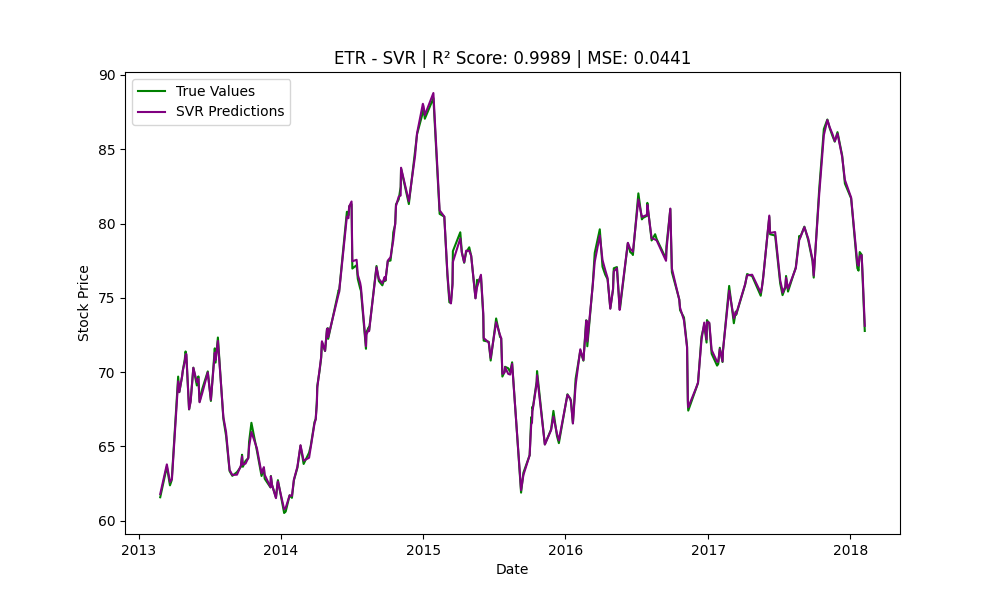 ETR - SVR | R² Score: 0.9989 | MSE: 0.0441
True Values
SVR Predictions
90
85
80
75
70
65
60
Stock Price
2013 2014 2015 2016 2017 2018
Date